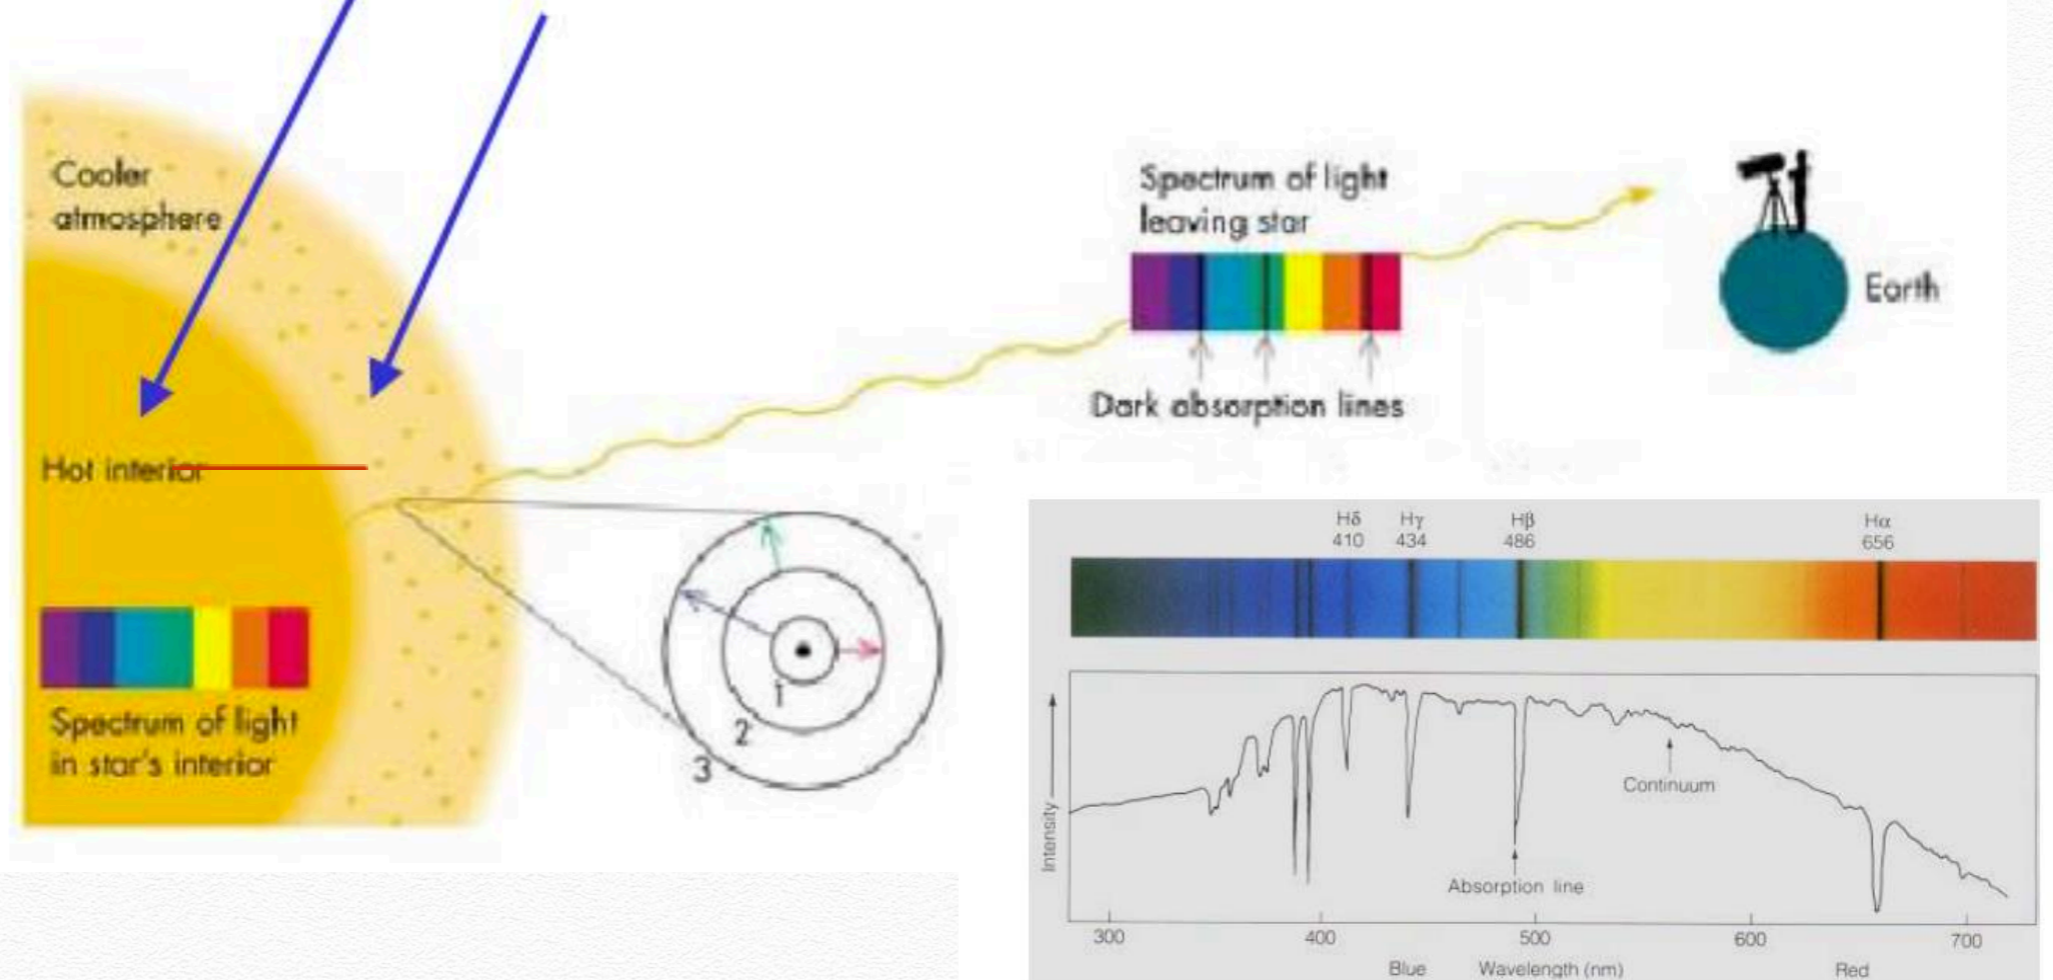 Cooler
atmosphere
Hot interior
Spectrum of light
in star's interior
1
2
3
Spectrum of light
leaving star
Dark absorption lines
Earth
Hδ Hγ Hβ Hα
410 434 486 656
Intensity
Continuum
Absorption line
300 400 500 600 700
Blue Wavelength (nm) Red